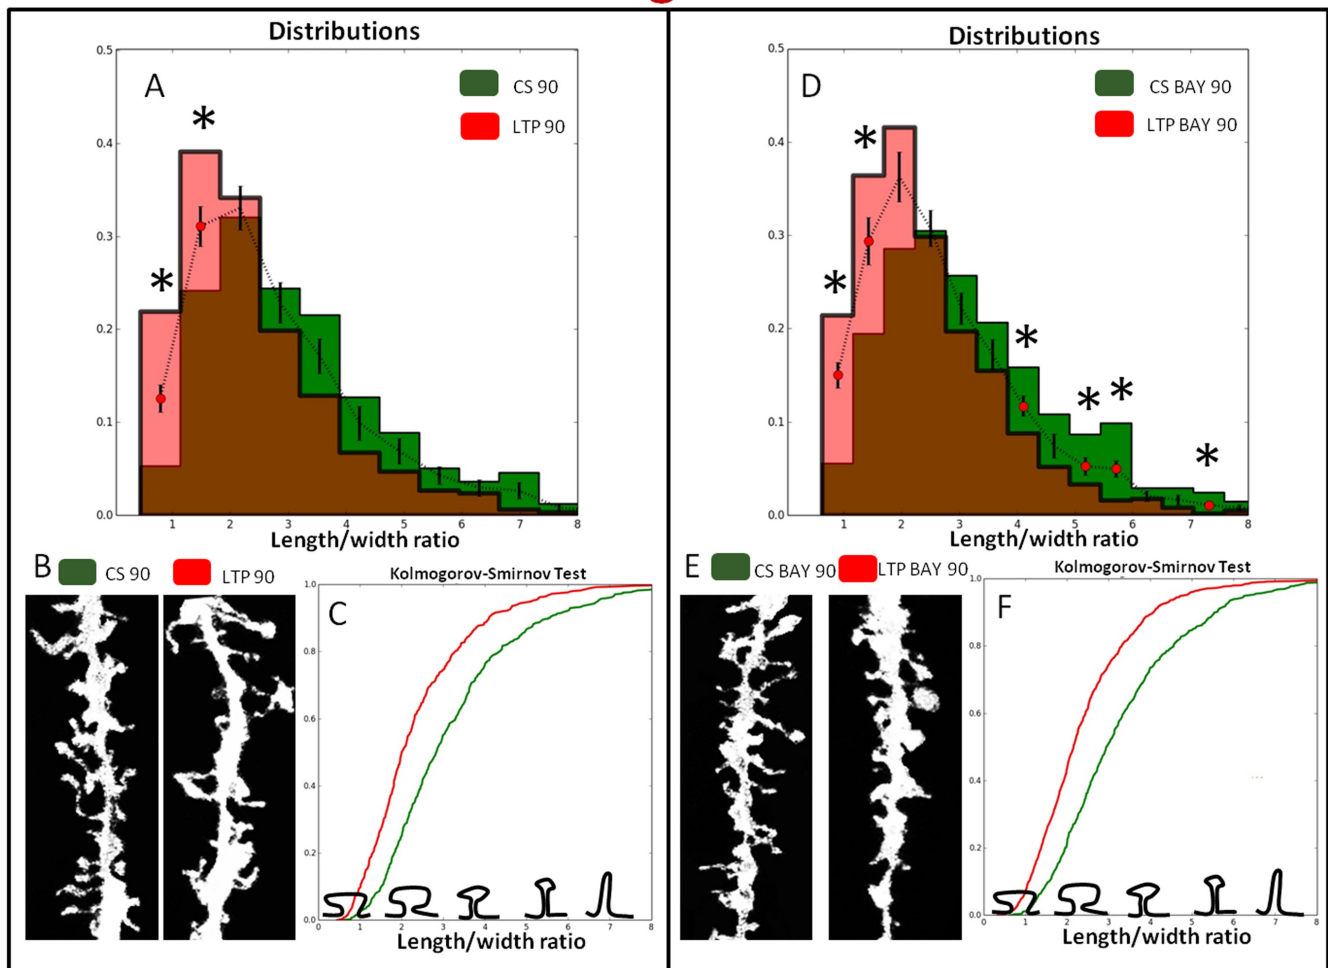 Distributions
A
CS 90
LTP 90
*
*
0.5
0.4
0.3
0.2
0.1
0.0
1 2 3 4 5 6 7 8
Length/width ratio
B
CS 90
LTP 90
Kolmogorov-Smirnov Test
C
1.0
0.8
0.6
0.4
0.2
0.0
0 1 2 3 4 5 6 7 8
Length/width ratio
Distributions
D
CS BAY 90
LTP BAY 90
*
*
*
*
*
*
0.5
0.4
0.3
0.2
0.1
0.0
1 2 3 4 5 6 7 8
Length/width ratio
E
CS BAY 90
LTP BAY 90
Kolmogorov-Smirnov Test
F
1.0
0.8
0.6
0.4
0.2
0.0
0 1 2 3 4 5 6 7 8
Length/width ratio